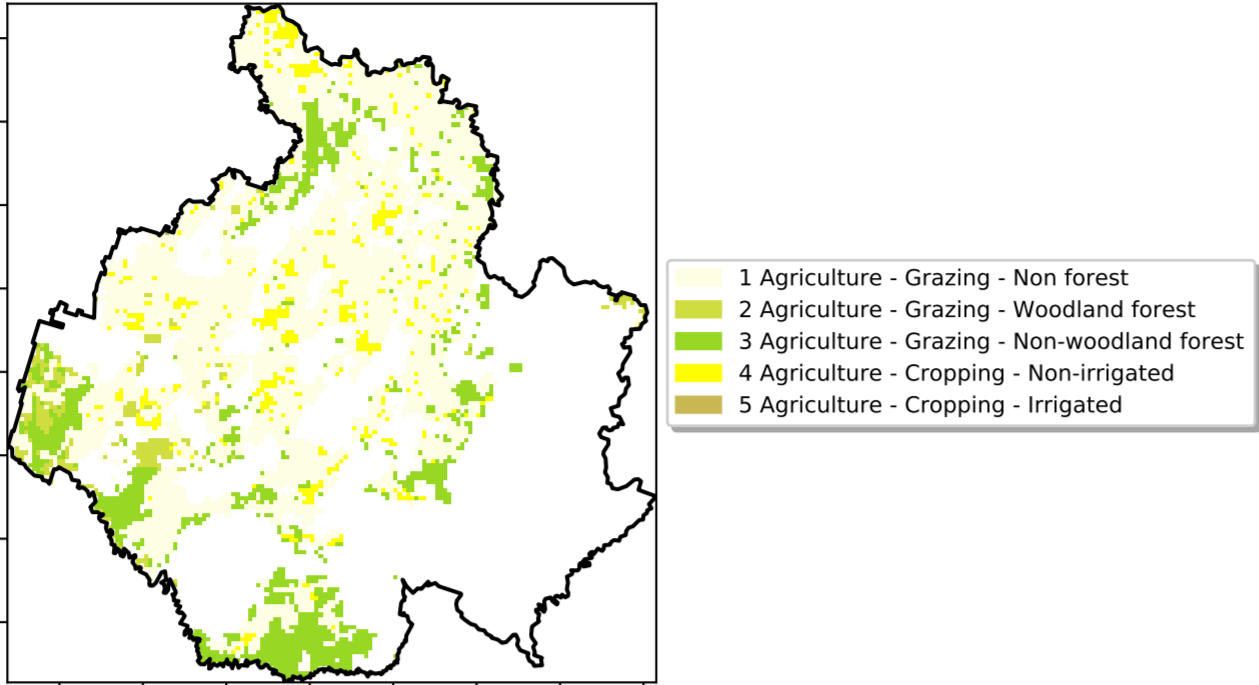 1 Agriculture - Grazing - Non forest
2 Agriculture - Grazing - Woodland forest
3 Agriculture - Grazing - Non-woodland forest
4 Agriculture - Cropping - Non-irrigated
5 Agriculture - Cropping - Irrigated